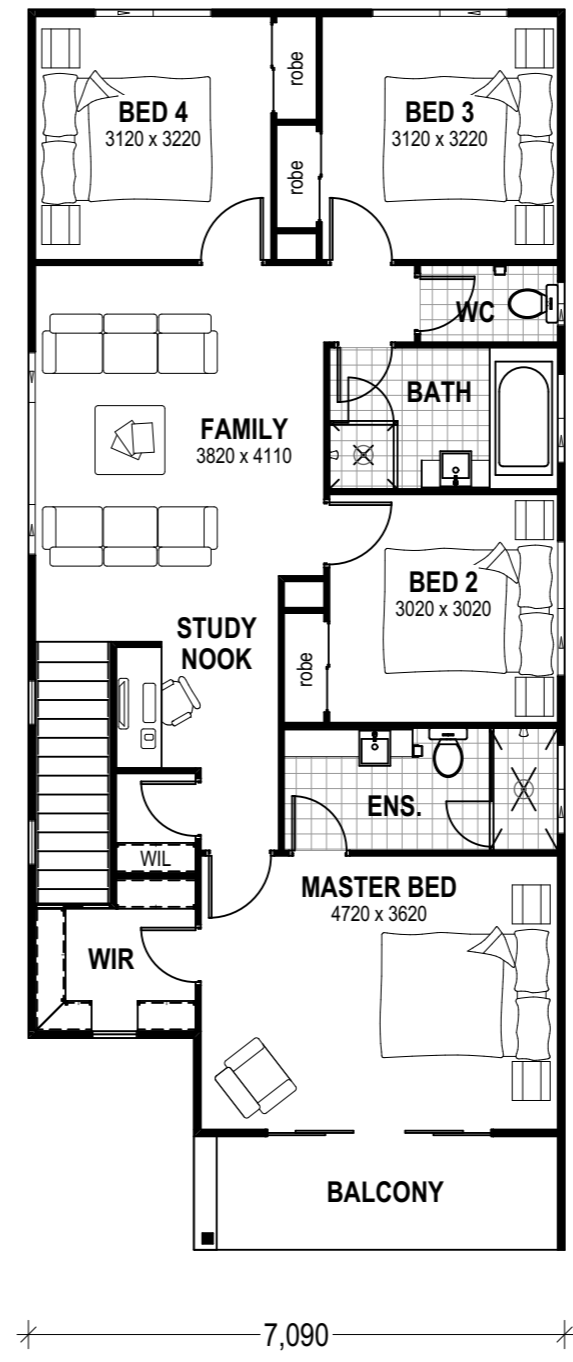 robe
BED 4
3120 x 3220
BED 3
3120 x 3220
robe
WC
BATH
FAMILY
3820 x 4110
BED 2
3020 x 3020
STUDY
NOOK
robe
ENS.
WIL
MASTER BED
4720 x 3620
WIR
BALCONY
7,090